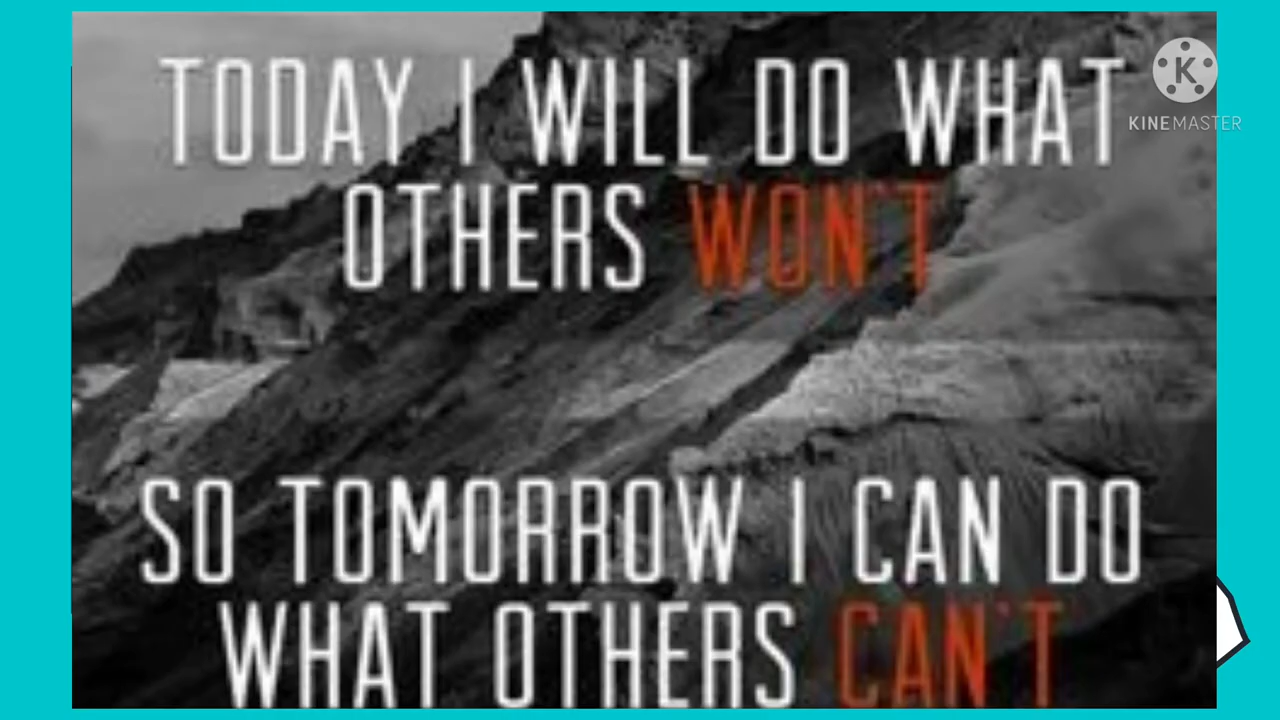 TODAY I WILL DO WHAT
OTHERS WON'T
SO TOMORROW I CAN DO
WHAT OTHERS CAN'T
K
KINEMASTER